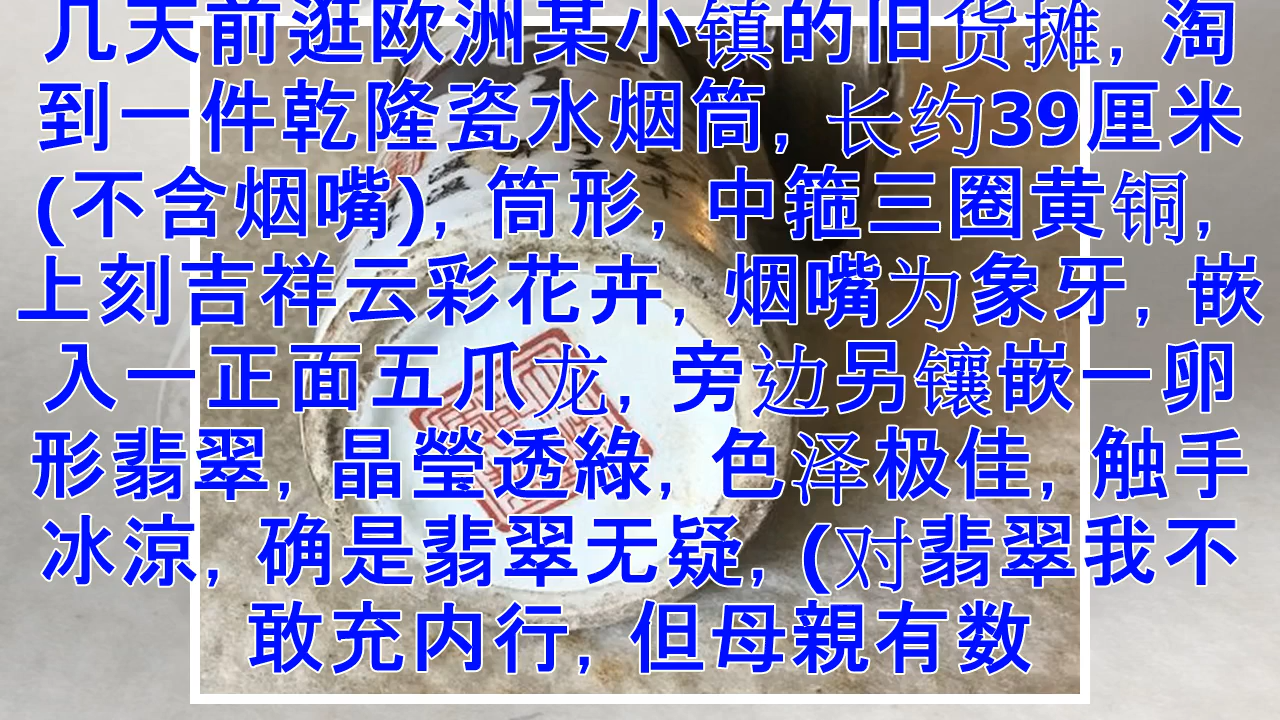 几天前逛欧洲某小镇的旧货摊, 淘
到一件乾隆瓷水烟筒, 长约39厘米
(不含烟嘴), 筒形, 中箍三圈黄铜,
上刻吉祥云彩花卉, 烟嘴为象牙, 嵌
入一正面五爪龙, 旁边另镶嵌一卵
形翡翠, 晶瑩透綠, 色泽极佳, 触手
冰凉, 确是翡翠无疑, (对翡翠我不
敢充内行, 但母親有数